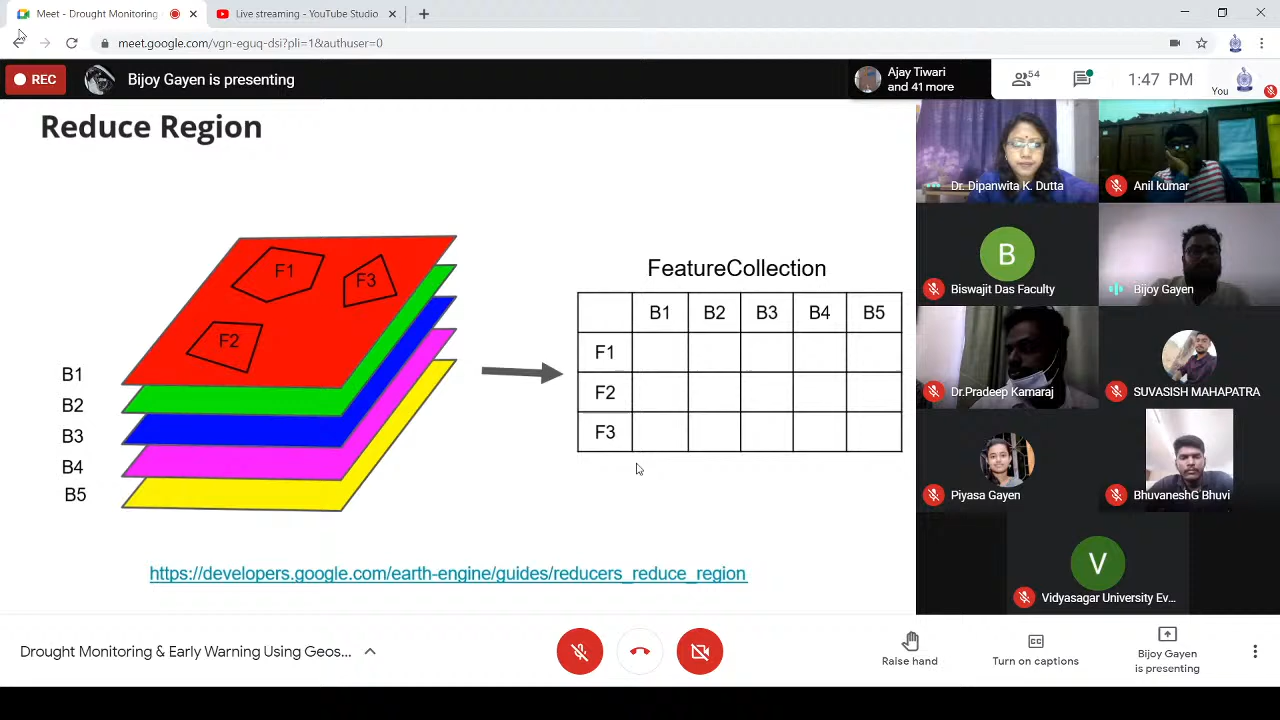 Meet - Drought Monitoring
Live streaming - YouTube Studio
meet.google.com/vgn-eguq-dsi?pli=1&authuser=0
REC
Bijoy Gayen is presenting
Ajay Tiwari
and 41 more
54
1:47 PM
You
Reduce Region
F1
F3
F2
B1
B2
B3
B4
B5
FeatureCollection
B1 B2 B3 B4 B5
F1
F2
F3
https://developers.google.com/earth-engine/guides/reducers_reduce_region
Dr. Dipanwita K. Dutta
Anil kumar
B
Biswajit Das Faculty
Bijoy Gayen
Dr.Pradeep Kamaraj
SUVASISH MAHAPATRA
Piyasa Gayen
BhuvaneshG Bhuvi
V
Vidyasagar University Ev...
Drought Monitoring & Early Warning Using Geos...
Raise hand
CC
Turn on captions
Bijoy Gayen
is presenting